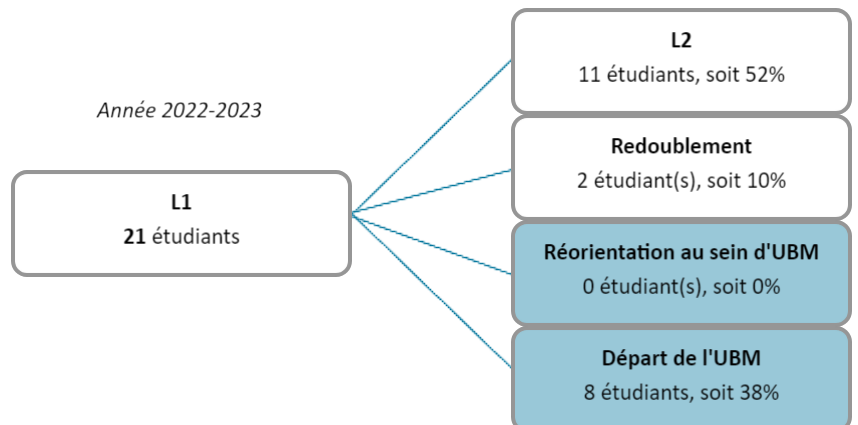 Année 2022-2023
L1
21 étudiants
L2
11 étudiants, soit 52%
Redoublement
2 étudiant(s), soit 10%
Réorientation au sein d'UBM
0 étudiant(s), soit 0%
Départ de l'UBM
8 étudiants, soit 38%